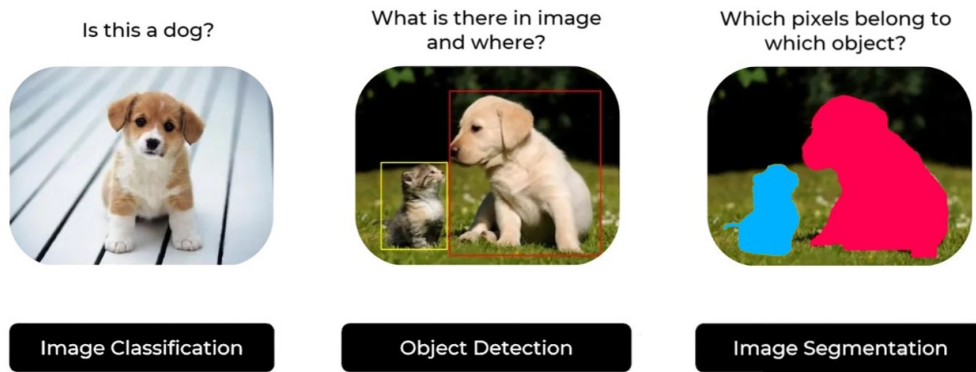 Is this a dog?
What is there in image
and where?
Which pixels belong to
which object?
Image Classification
Object Detection
Image Segmentation